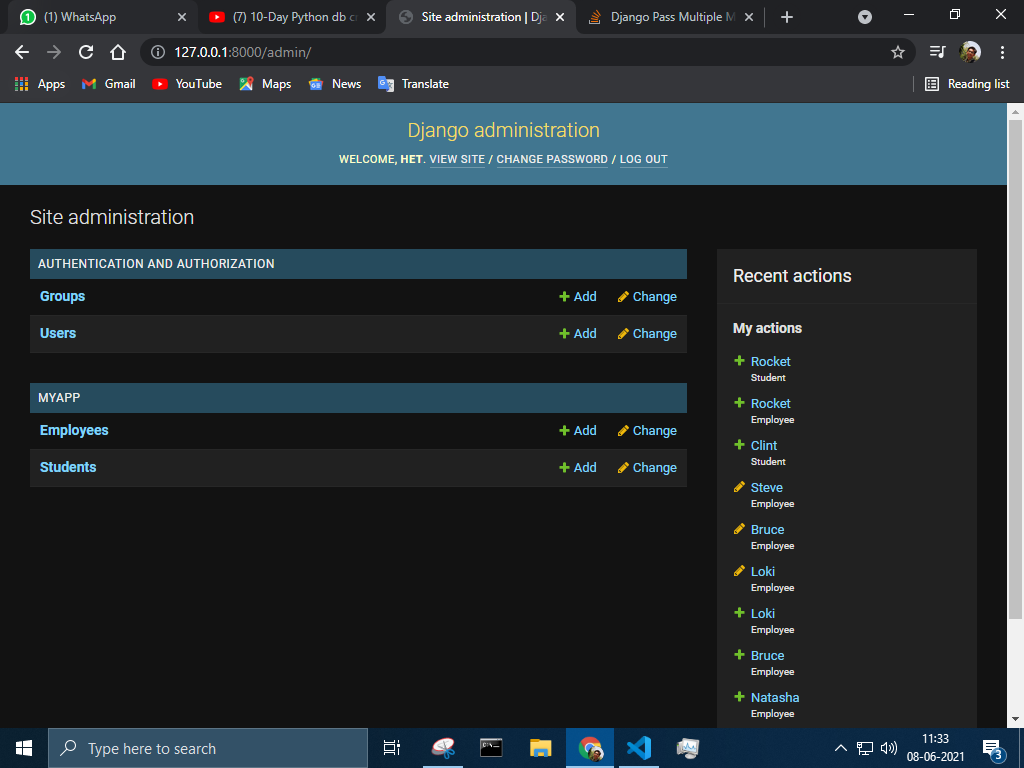 (1) WhatsApp
(7) 10-Day Python db c
Site administration | Dja
Django Pass Multiple M
127.0.0.1:8000/admin/
Apps
Gmail
YouTube
Maps
News
Translate
Reading list
Django administration
WELCOME, HET. VIEW SITE / CHANGE PASSWORD / LOG OUT
Site administration
AUTHENTICATION AND AUTHORIZATION
Groups
Add
Change
Users
Add
Change
MYAPP
Employees
Add
Change
Students
Add
Change
Recent actions
My actions
Rocket
Student
Rocket
Employee
Clint
Student
Steve
Employee
Bruce
Employee
Loki
Employee
Loki
Employee
Bruce
Employee
Natasha
Employee
Type here to search
11:33
08-06-2021
3